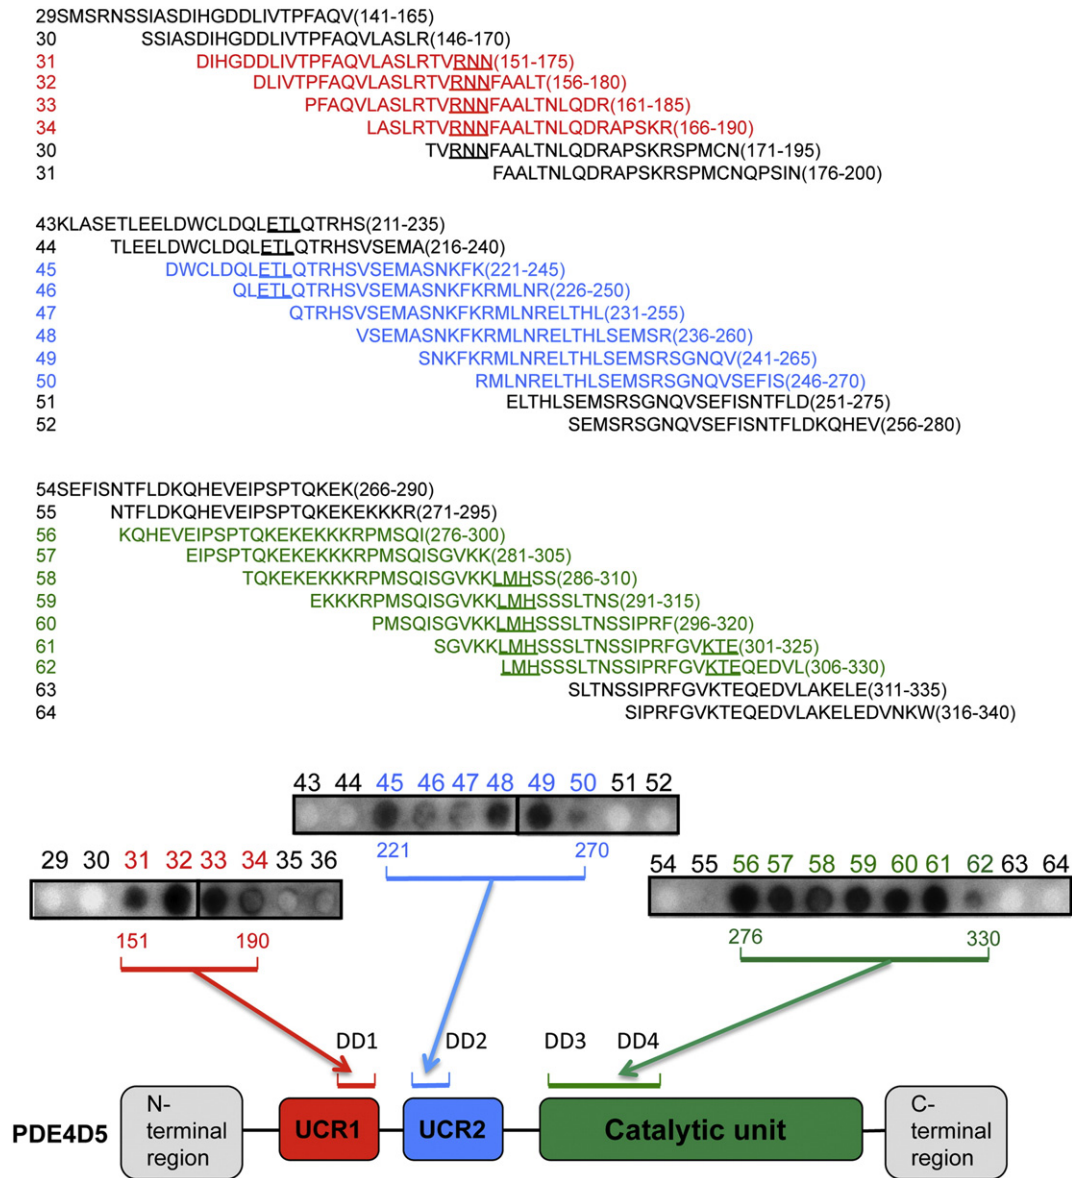 29SMSRNSSIASDIHGDDLIVTPFAQV(141-165)
30 SSIASDIHGDDLIVTPFAQVLASLR(146-170)
31 DIHGDDLIVTPFAQVLASLRTVRNN(151-175)
32 DLIVTPFAQVLASLRTVRNNFAALT(156-180)
33 PFAQVLASLRTVRNNFAALTNLQDR(161-185)
34 LASLRTVRNNFAALTNLQDRAPSKR(166-190)
30 TVRNNFAALTNLQDRAPSKRSPMCN(171-195)
31 FAALTNLQDRAPSKRSPMCNQPSIN(176-200)
43KLASETLEELDWCLDQLETLQTRHS(211-235)
44 TLEELDWCLDQLETLQTRHSVSEMA(216-240)
45 DWCLDQLETLQTRHSVSEMASNKFK(221-245)
46 QLETLQTRHSVSEMASNKFKRMLNR(226-250)
47 QTRHSVSEMASNKFKRMLNRELTHL(231-255)
48 VSEMASNKFKRMLNRELTHLSEMSR(236-260)
49 SNKFKRMLNRELTHLSEMSRSGNQV(241-265)
50 RMLNRELTHLSEMSRSGNQVSEFIS(246-270)
51 ELTHLSEMSRSGNQVSEFISNTFLD(251-275)
52 SEMSRSGNQVSEFISNTFLDKQHEV(256-280)
54SEFISNTFLDKQHEVEIPSPTQKEK(266-290)
55 NTFLDKQHEVEIPSPTQKEKEKKKR(271-295)
56 KQHEVEIPSPTQKEKEKKKRPMSQI(276-300)
57 EIPSPTQKEKEKKKRPMSQISGVKK(281-305)
58 TQKEKEKKKRPMSQISGVKKLMHSS(286-310)
59 EKKKRPMSQISGVKKLMHSSSLTNS(291-315)
60 PMSQISGVKKLMHSSSLTNSSIPRF(296-320)
61 SGVKKLMHSSSLTNSSIPRFGVKTE(301-325)
62 LMHSSSLTNSSIPRFGVKTEQEDVL(306-330)
63 SLTNSSIPRFGVKTEQEDVLAKELE(311-335)
64 SIPRFGVKTEQEDVLAKELEDVNKW(316-340)
43 44 45 46 47 48 49 50 51 52
221 270
29 30 31 32 33 34 35 36
151 190
54 55 56 57 58 59 60 61 62 63 64
276 330
DD1 DD2 DD3 DD4
PDE4D5
N-
terminal
region
UCR1
UCR2
Catalytic unit
C-
terminal
region